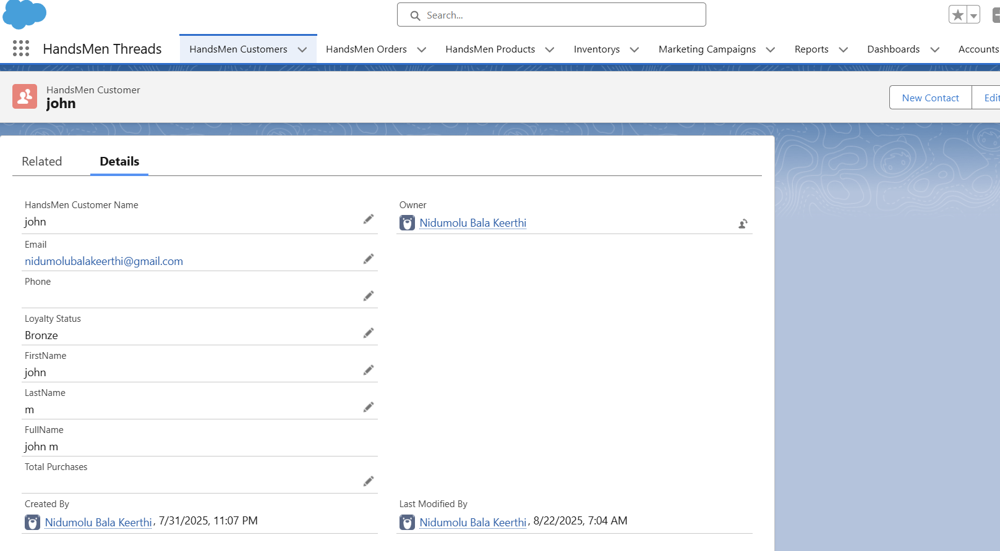 Search...
HandsMen Threads
HandsMen Customers
HandsMen Orders
HandsMen Products
Inventorys
Marketing Campaigns
Reports
Dashboards
Accounts
HandsMen Customer
john
New Contact
Edit
Related
Details
HandsMen Customer Name
john
Owner
Nidumolu Bala Keerthi
Email
nidumolubalakeerthi@gmail.com
Phone
Loyalty Status
Bronze
FirstName
john
LastName
m
FullName
john m
Total Purchases
Created By
Nidumolu Bala Keerthi, 7/31/2025, 11:07 PM
Last Modified By
Nidumolu Bala Keerthi, 8/22/2025, 7:04 AM